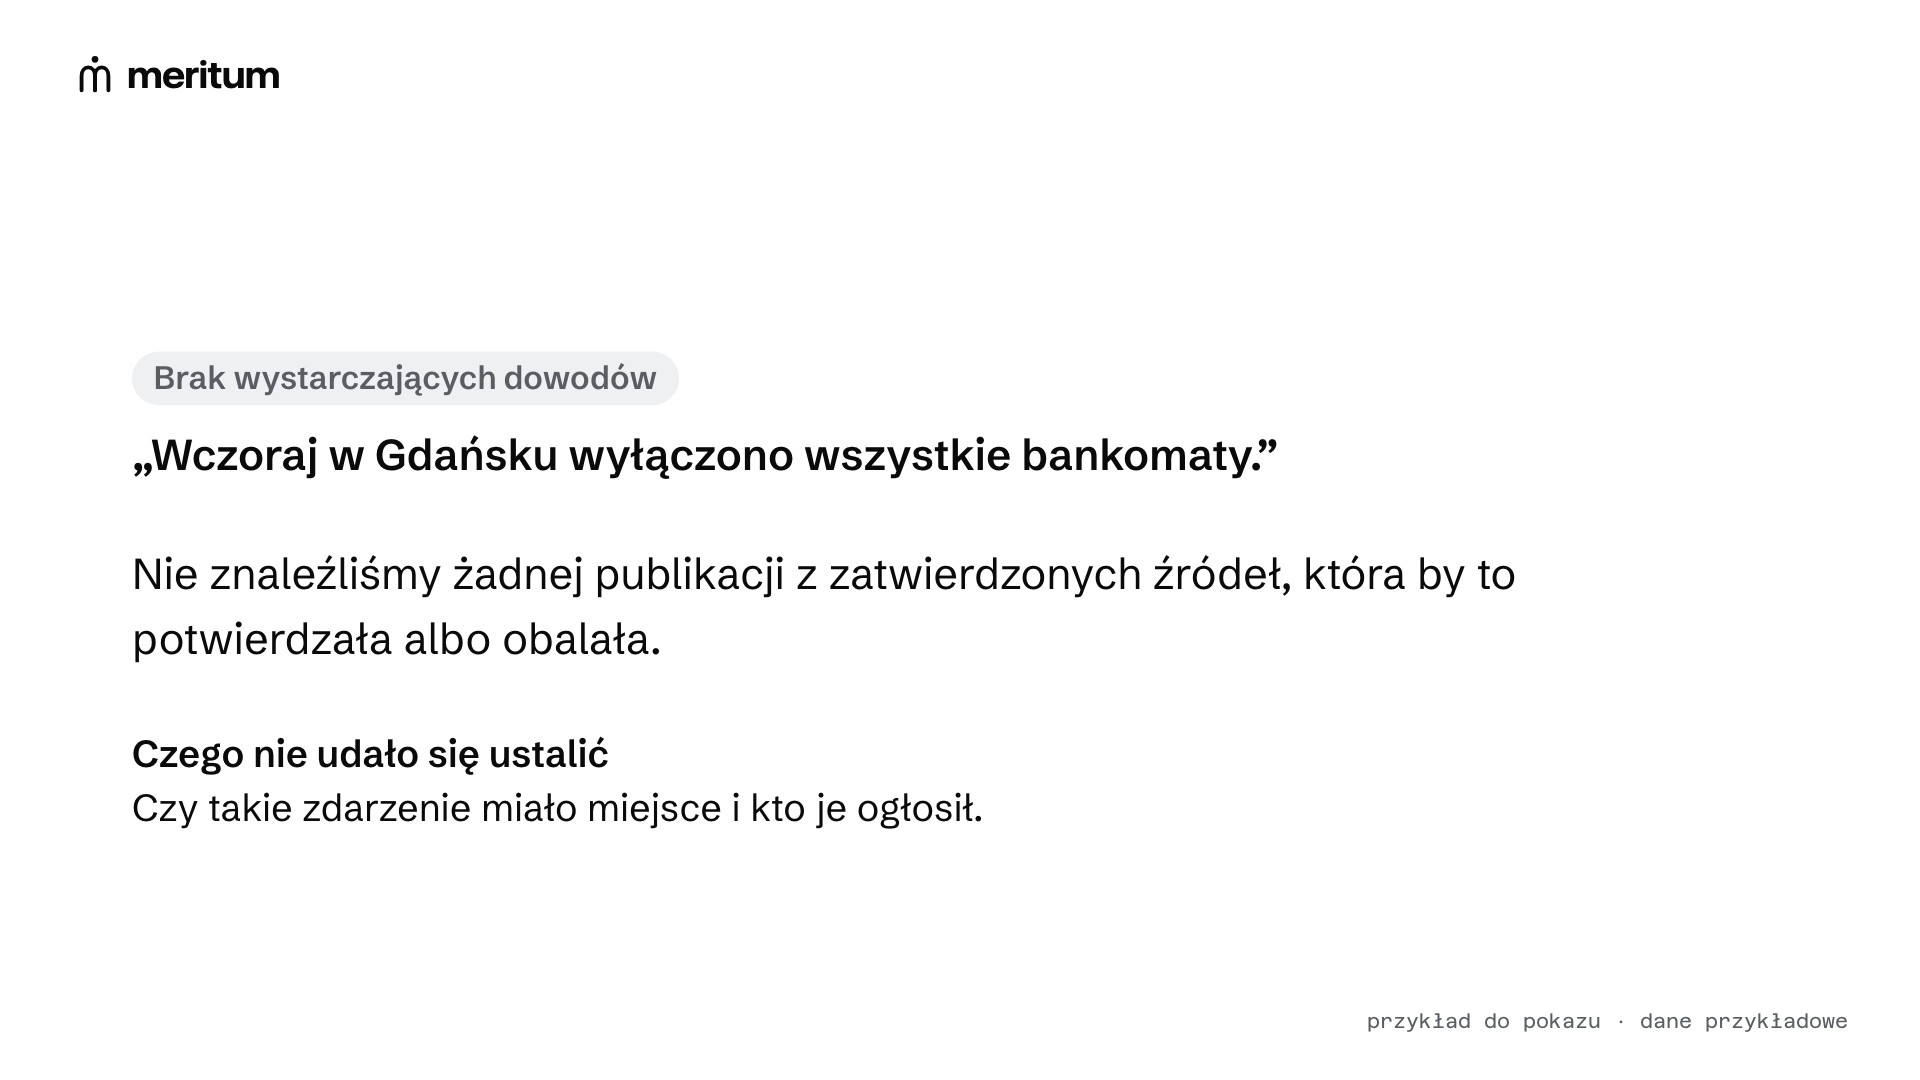 meritum
Brak wystarczających dowodów
„Wczoraj w Gdańsku wyłączono wszystkie bankomaty.”
Nie znaleźliśmy żadnej publikacji z zatwierdzonych źródeł, która by to
potwierdzała albo obalała.
Czego nie udało się ustalić
Czy takie zdarzenie miało miejsce i kto je ogłosił.
przykład do pokazu · dane przykładowe